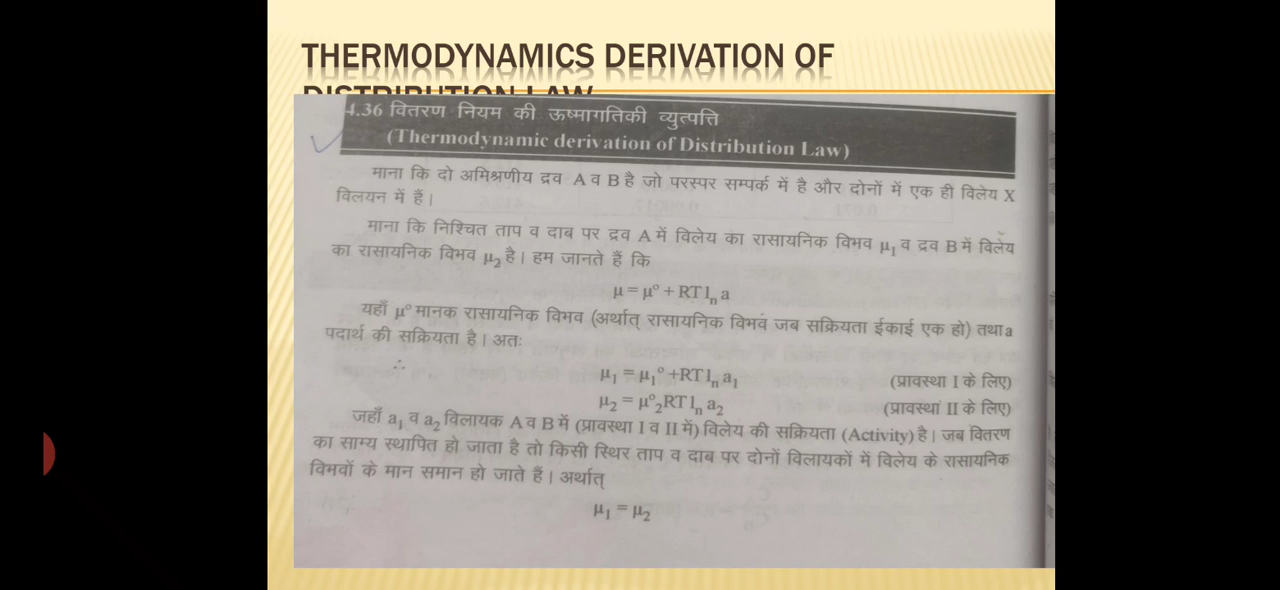 THERMODYNAMICS DERIVATION OF
DISTRIBUTION LAW
4.36 वितरण नियम की ऊष्मागतिकी व्युत्पत्ति
(Thermodynamic derivation of Distribution Law)
माना कि दो अमिश्रणीय द्रव A व B है जो परस्पर सम्पर्क में है और दोनों में एक ही विलेय X
विलयन में हैं।
माना कि निश्चित ताप व दाब पर द्रव A में विलेय का रासायनिक विभव μ₁ व द्रव B में विलेय
का रासायनिक विभव μ₂ है। हम जानते हैं कि
μ = μ° + RT lₙ a
यहाँ μ° मानक रासायनिक विभव (अर्थात् रासायनिक विभव जब सक्रियता ईकाई एक हो) तथा a
पदार्थ की सक्रियता है। अतः
∴ μ₁ = μ₁° +RT lₙ a₁ (प्रावस्था I के लिए)
μ₂ = μ°₂RT lₙ a₂ (प्रावस्था II के लिए)
जहाँ a₁ व a₂ विलायक A व B में (प्रावस्था I व II में) विलेय की सक्रियता (Activity) है। जब वितरण
का साम्य स्थापित हो जाता है तो किसी स्थिर ताप व दाब पर दोनों विलायकों में विलेय के रासायनिक
विभवों के मान समान हो जाते हैं। अर्थात्
μ₁ = μ₂